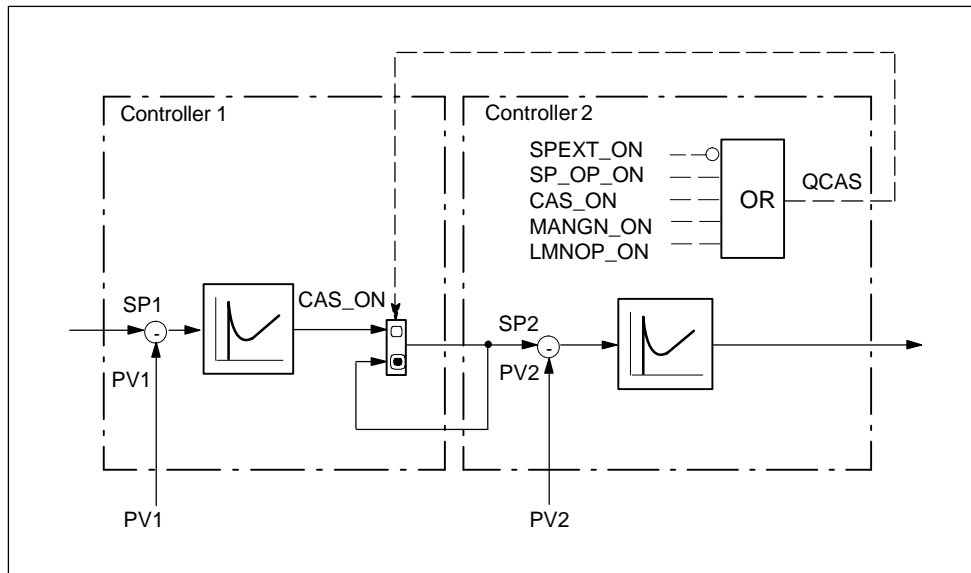 Controller 1
Controller 2
SPEXT_ON
SP_OP_ON
CAS_ON
MANGN_ON
LMNOP_ON
OR
QCAS
SP1
CAS_ON
SP2
-
-
PV1
PV2
PV1
PV2